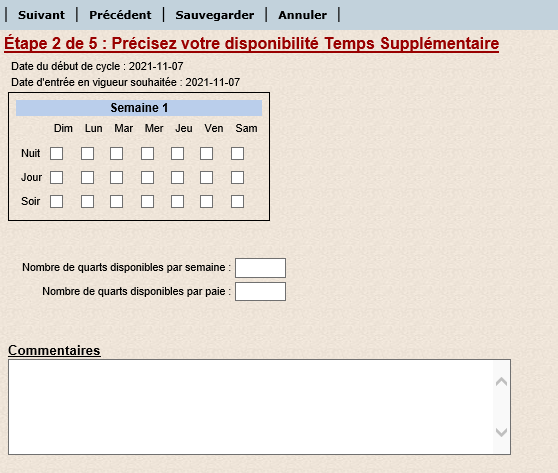 | Suivant | Précédent | Sauvegarder | Annuler |
Étape 2 de 5 : Précisez votre disponibilité Temps Supplémentaire
Date du début de cycle : 2021-11-07
Date d'entrée en vigueur souhaitée : 2021-11-07
Semaine 1
Dim Lun Mar Mer Jeu Ven Sam
Nuit
Jour
Soir
Nombre de quarts disponibles par semaine :
Nombre de quarts disponibles par paie :
Commentaires